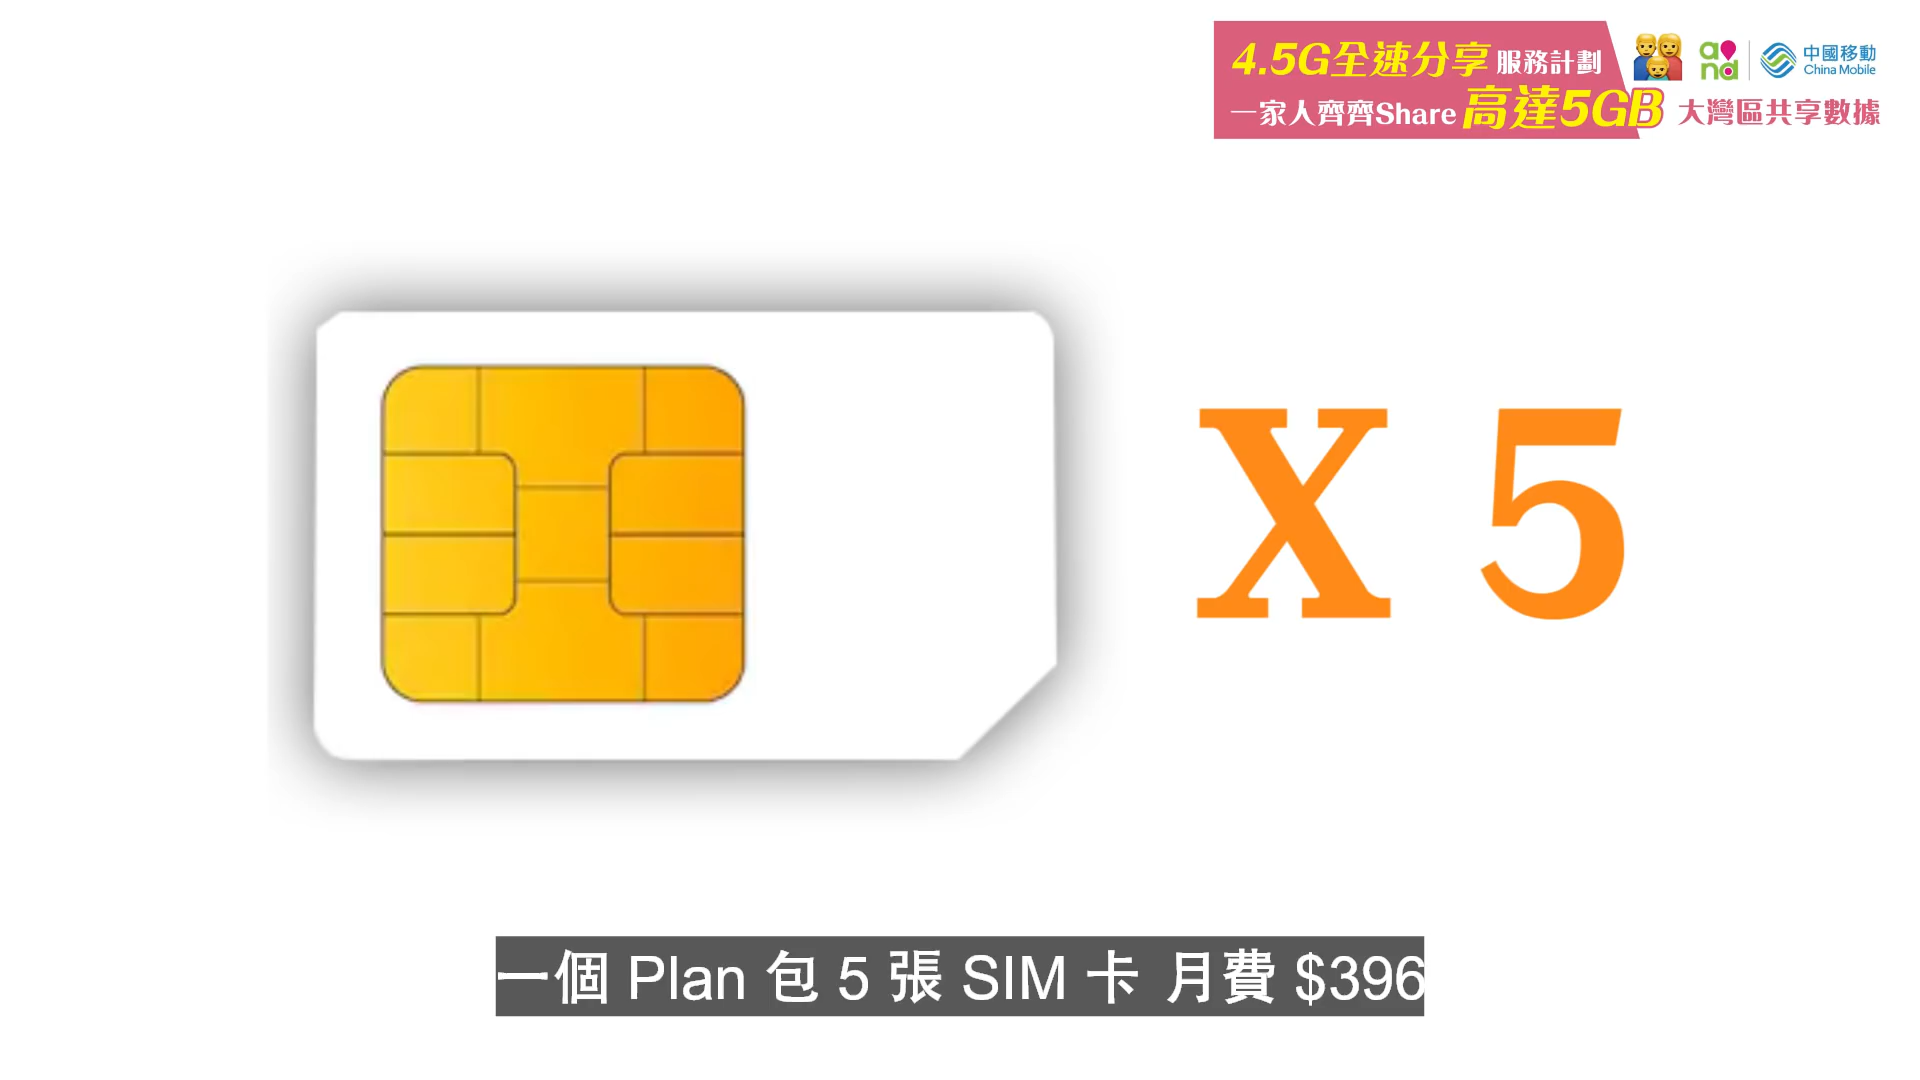 4.5G全速分享 服務計劃
and
中國移動
China Mobile
一家人齊齊Share 高達5GB 大灣區共享數據
X 5
一個 Plan 包 5 張 SIM 卡 月費 $396